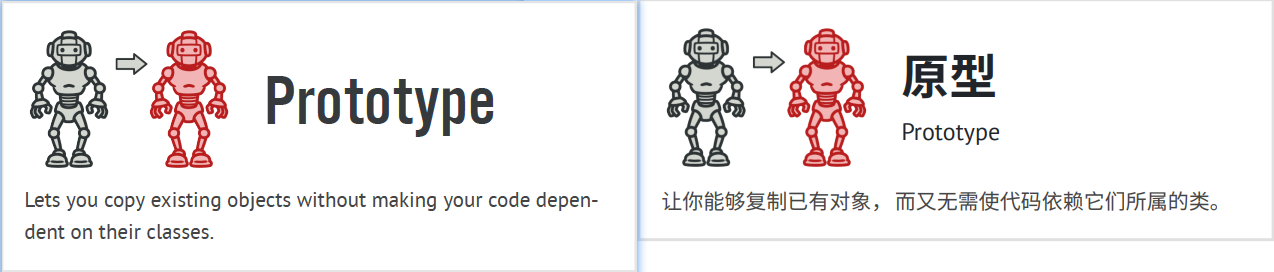 Prototype
Lets you copy existing objects without making your code depen-
dent on their classes.
原型
Prototype
让你能够复制已有对象，而又无需使代码依赖它们所属的类。